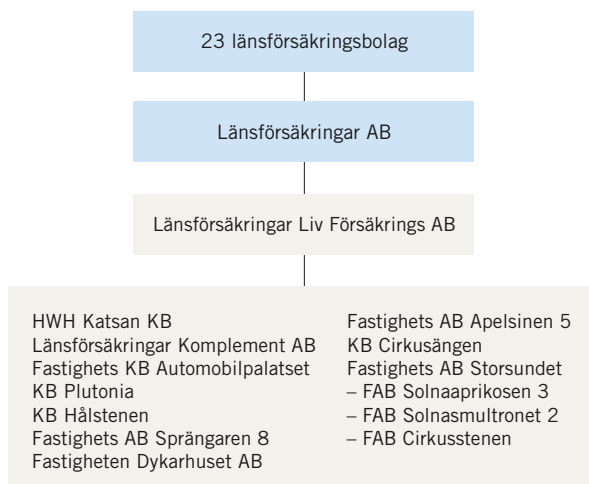 23 länsförsäkringsbolag
Länsförsäkringar AB
Länsförsäkringar Liv Försäkrings AB
HWH Katsan KB
Länsförsäkringar Komplement AB
Fastighets KB Automobilpalatset
KB Plutonia
KB Hålstenen
Fastighets AB Sprängaren 8
Fastigheten Dykarhuset AB
Fastighets AB Apelsinen 5
KB Cirkusängen
Fastighets AB Storsundet
– FAB Solnaaprikosen 3
– FAB Solnasmultronet 2
– FAB Cirkusstenen